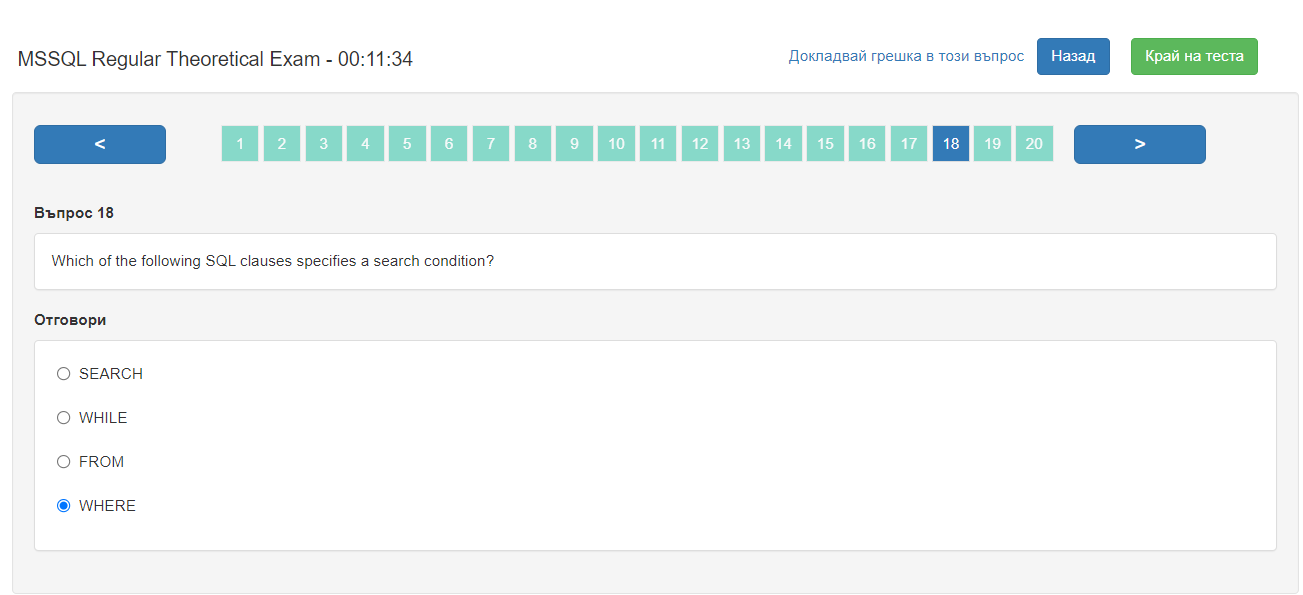 MSSQL Regular Theoretical Exam - 00:11:34
Докладвай грешка в този въпрос
Назад
Край на теста
< 1 2 3 4 5 6 7 8 9 10 11 12 13 14 15 16 17 18 19 20 >
Въпрос 18
Which of the following SQL clauses specifies a search condition?
Отговори
SEARCH
WHILE
FROM
WHERE